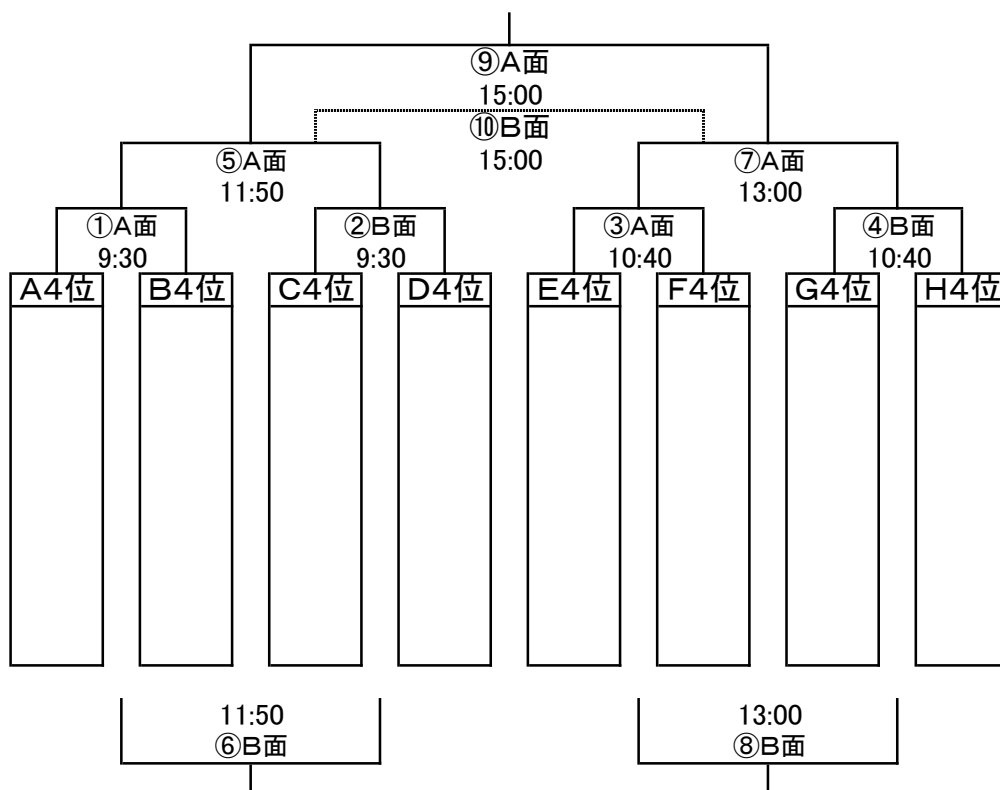 ⑨A面
15:00
⑩B面
15:00
⑤A面
11:50
⑦A面
13:00
①A面
9:30
②B面
9:30
③A面
10:40
④B面
10:40
A4位
B4位
C4位
D4位
E4位
F4位
G4位
H4位
11:50
⑥B面
13:00
⑧B面